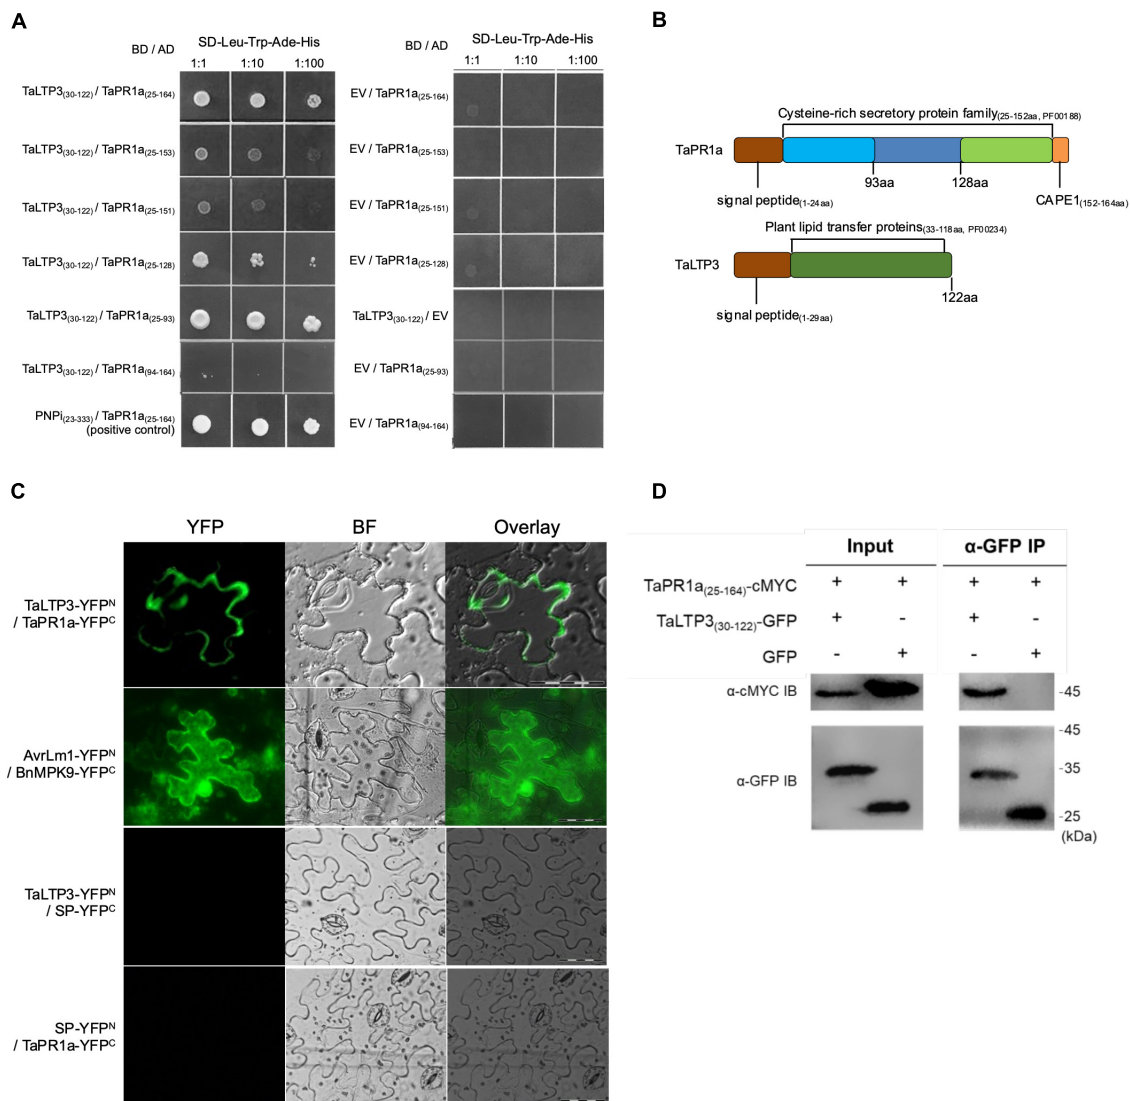 A
BD / AD
SD-Leu-Trp-Ade-His
1:1 1:10 1:100
TaLTP3(30-122) / TaPR1a(25-164)
TaLTP3(30-122) / TaPR1a(25-153)
TaLTP3(30-122) / TaPR1a(25-151)
TaLTP3(30-122) / TaPR1a(25-128)
TaLTP3(30-122) / TaPR1a(25-93)
TaLTP3(30-122) / TaPR1a(94-164)
PNPi(23-333) / TaPR1a(25-164)
(positive control)
BD / AD
SD-Leu-Trp-Ade-His
1:1 1:10 1:100
EV / TaPR1a(25-164)
EV / TaPR1a(25-153)
EV / TaPR1a(25-151)
EV / TaPR1a(25-128)
TaLTP3(30-122) / EV
EV / TaPR1a(25-93)
EV / TaPR1a(94-164)
B
Cysteine-rich secretory protein family(25-152aa, PF00188)
TaPR1a
93aa 128aa
signal peptide(1-24aa) CAPE1(152-164aa)
Plant lipid transfer proteins(33-118aa, PF00234)
TaLTP3
122aa
signal peptide(1-29aa)
C
YFP BF Overlay
TaLTP3-YFPᴺ
/ TaPR1a-YFPᶜ
AvrLm1-YFPᴺ
/ BnMPK9-YFPᶜ
TaLTP3-YFPᴺ
/ SP-YFPᶜ
SP-YFPᴺ
/ TaPR1a-YFPᶜ
D
Input α-GFP IP
TaPR1a(25-164)-cMYC + + + +
TaLTP3(30-122)-GFP + - + -
GFP - + - +
α-cMYC IB -45
-45
α-GFP IB -35
-25
(kDa)